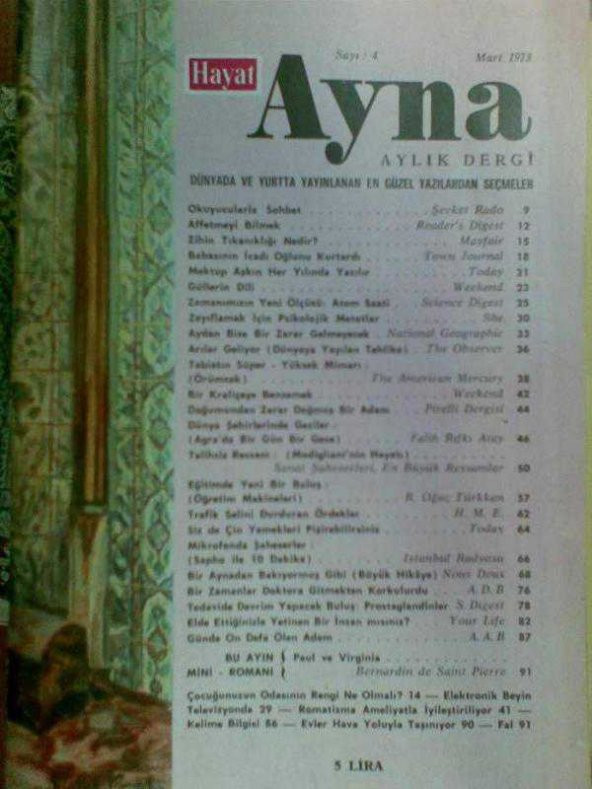 Sayı : 4
Mart 1973
Hayat
Ayna
AYLIK DERGİ
DÜNYADA VE YURTTA YAYINLANAN EN GÜZEL YAZILARDAN SEÇMELER
Okuyucularla Sohbet . . . . . . . . . . Şevket Rado 9
Affetmeyi Bilmek . . . . . . . . . . Reader's Digest 12
Zihin Tıkanıklığı Nedir? . . . . . . . . . . Mayfair 15
Babasının İcadı Oğlunu Kurtardı . . . . . Town Journal 18
Mektup Aşkın Her Yılında Yazılır . . . . . . . Today 21
Güllerin Dili . . . . . . . . . . Weekend 23
Zamanımızın Yeni Ölçüsü: Atom Saati . . Science Digest 25
Zayıflamak İçin Psikolojik Metotlar . . . . . . . She 30
Aydan Bize Bir Zarar Gelmeyecek . National Geographic 33
Arılar Geliyor (Dünyaya Yapılan Tehlike) . The Observer 36
Tabiatın Süper - Yüksek Mimarı :
(Örümcek) . . . . . . . . The American Mercury 38
Bir Kraliçeye Benzemek . . . . . . . . Weekend 42
Doğumundan Zarar Değmuş Bir Adam . Pirelli Dergisi 44
Dünya Şehirlerinde Geziler :
(Agra'da Bir Gün Bir Gece) . . . . . Falih Rıfkı Atay 46
Talihsiz Ressam : (Modigliani'nin Hayatı)
Sanat Şaheserleri, En Büyük Ressamlar 50
Eğitimde Yeni Bir Buluş :
(Öğretim Makineleri) . . . . . . . R. Oğuz Türkkan 57
Trafik Selini Durduran Ördekler . . . . . . H. M. E. 62
Siz de Çin Yemekleri Pişirebilirsiniz . . . . . . Today 64
Mikrofonda Şaheserler :
(Sapho ile 10 Dakika) . . . . . . . İstanbul Radyosu 66
Bir Aynadan Bakıyormuş Gibi (Büyük Hikâye) Nous Deux 68
Bir Zamanlar Doktora Gitmekten Korkulurdu . . . A. D. B 76
Tedavide Devrim Yapacak Buluş: Prostaglandinler S. Digest 78
Elde Ettiğinizle Yetinen Bir İnsan mısınız? . Your Life 82
Günde On Defa Ölen Adam . . . . . . . . A. A. B 87
BU AYIN { Paul ve Virginia . . . . . . . .
MİNİ - ROMANI { Bernardin de Saint Pierre 91
Çocuğunuzun Odasının Rengi Ne Olmalı? 14 — Elektronik Beyin
Televizyonda 29 — Romatizma Ameliyatla İyileştiriliyor 41 —
Kelime Bilgisi 86 — Evler Hava Yoluyla Taşınıyor 90 — Fal 91
5 LİRA